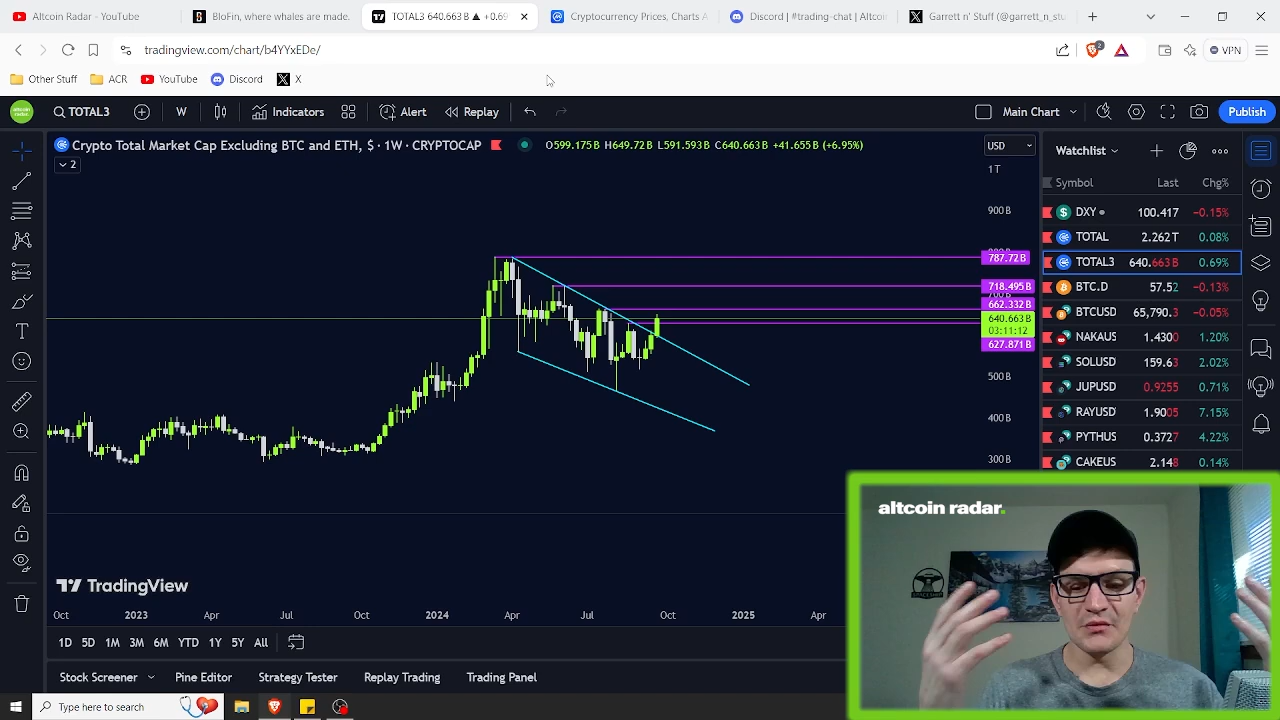 Altcoin Radar - YouTube
BloFin, where whales are made.
TOTAL3 640.663 B ▲ +0.69
Cryptocurrency Prices, Charts A
Discord | #trading-chat | Altcoin
Garrett n' Stuff (@garrett_n_stu
tradingview.com/chart/b4YYxEDe/
2
VPN
Other Stuff
ACR
YouTube
Discord
X
altcoin radar.
TOTAL3
W
Indicators
Alert
Replay
Main Chart
Publish
Crypto Total Market Cap Excluding BTC and ETH, $ · 1W · CRYPTOCAP
O599.175 B H649.72 B L591.593 B C640.663 B +41.655 B (+6.95%)
USD
2
1T
900 B
787.72 B
718.495 B
662.332 B
640.663 B
03:11:12
627.871 B
500 B
400 B
300 B
Watchlist
Symbol Last Chg%
DXY 100.417 −0.15%
TOTAL 2.262 T 0.08%
TOTAL3 640.663 B 0.69%
BTC.D 57.52 −0.13%
BTCUSD 65,790.3 −0.05%
NAKAUS 1.4300 1.20%
SOLUSD 159.63 2.02%
JUPUSD 0.9255 0.71%
RAYUSD 1.9005 7.15%
PYTHUS 0.3727 4.22%
CAKEUS 2.148 0.14%
TradingView
Oct 2023 Apr Jul Oct 2024 Apr Jul Oct 2025 Apr
1D 5D 1M 3M 6M YTD 1Y 5Y All
Stock Screener
Pine Editor
Strategy Tester
Replay Trading
Trading Panel
altcoin radar.
Type here to search